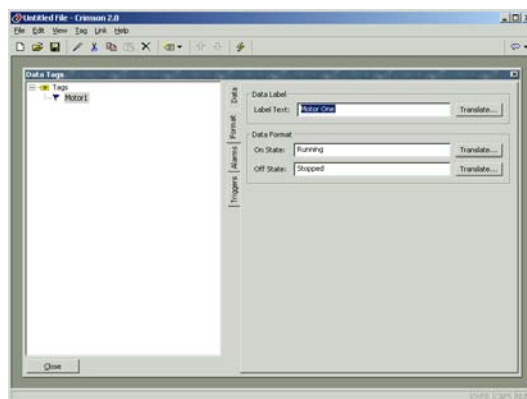 Untitled File - Crimson 2.0
File Edit View Tag Link Help
Data Tags
Tags
Motor1
Data
Format
Alarms
Triggers
Data Label
Label Text: Motor One Translate...
Data Format
On State: Running Translate...
Off State: Stopped Translate...
Close